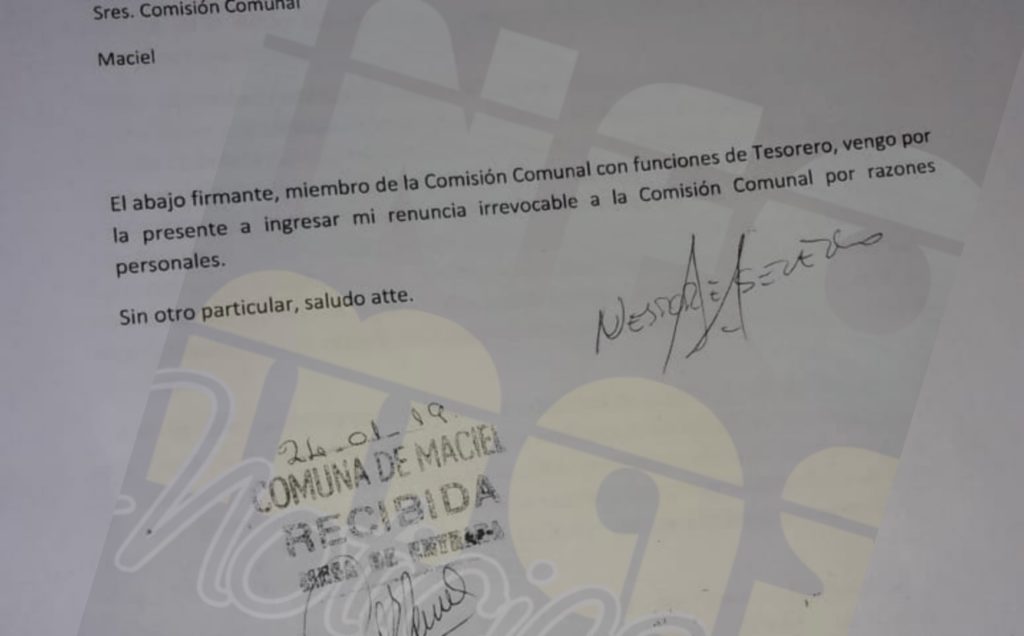 Sres. Comisión Comunal
Maciel
El abajo firmante, miembro de la Comisión Comunal con funciones de Tesorero, vengo por
la presente a ingresar mi renuncia irrevocable a la Comisión Comunal por razones
personales.
Sin otro particular, saludo atte.
COMUNA DE MACIEL
RECIBIDA
DE ENTRADA